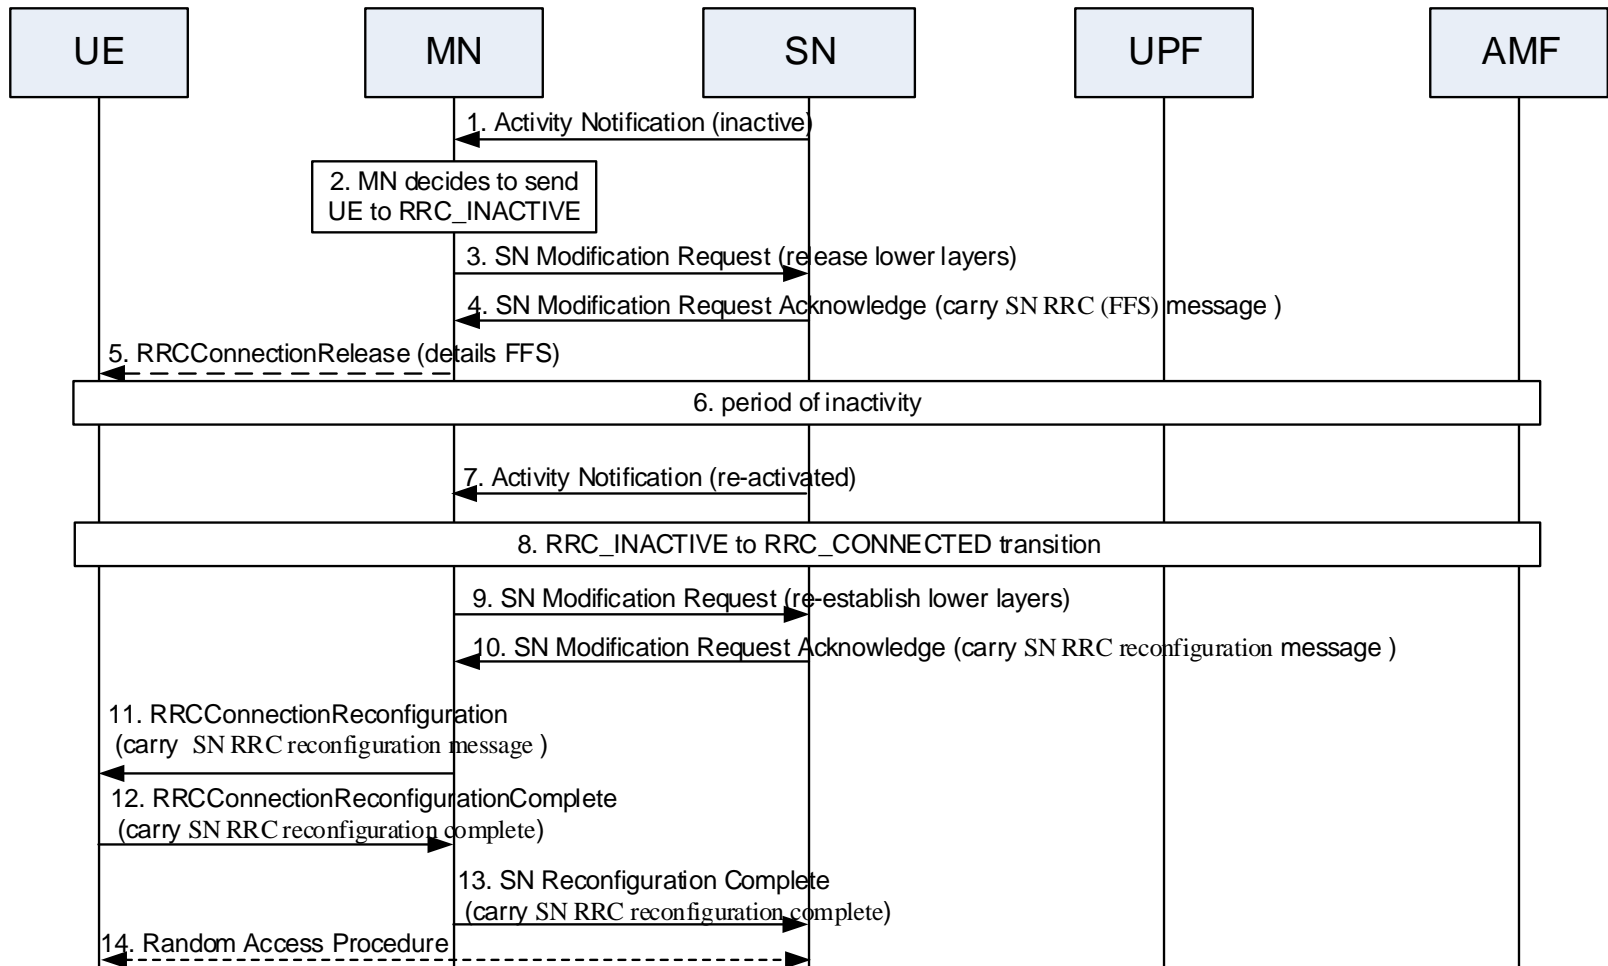 UE
MN
SN
UPF
AMF
1. Activity Notification (inactive)
2. MN decides to send
UE to RRC_INACTIVE
3. SN Modification Request (release lower layers)
4. SN Modification Request Acknowledge (carry SN RRC (FFS) message )
5. RRCConnectionRelease (details FFS)
6. period of inactivity
7. Activity Notification (re-activated)
8. RRC_INACTIVE to RRC_CONNECTED transition
9. SN Modification Request (re-establish lower layers)
10. SN Modification Request Acknowledge (carry SN RRC reconfiguration message )
11. RRCConnectionReconfiguration
(carry SN RRC reconfiguration message )
12. RRCConnectionReconfigurationComplete
(carry SN RRC reconfiguration complete)
13. SN Reconfiguration Complete
(carry SN RRC reconfiguration complete)
14. Random Access Procedure